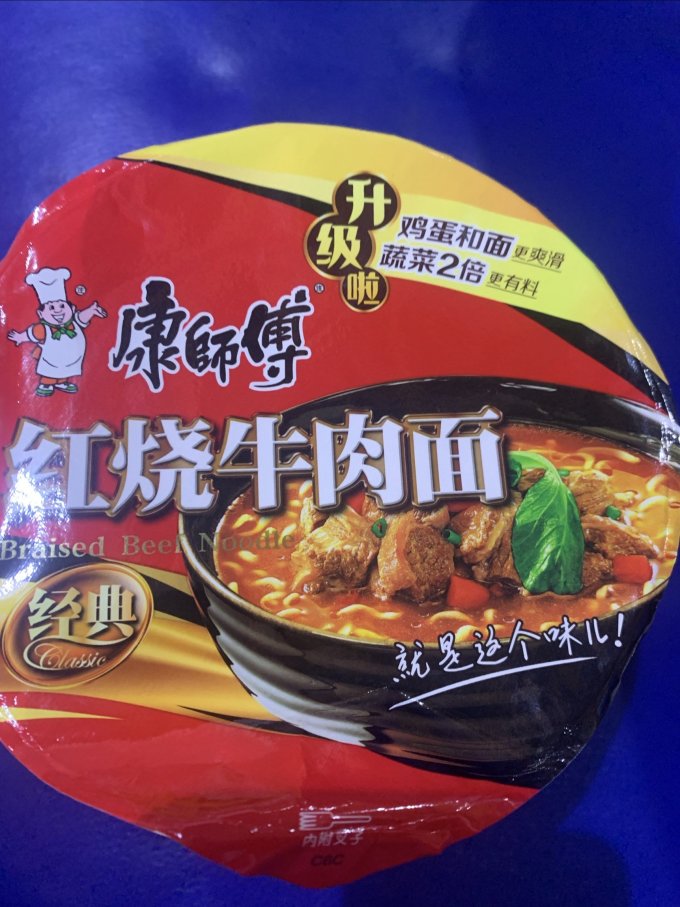 升级啦
鸡蛋和面更爽滑
蔬菜2倍更有料
康師傅
红烧牛肉面
Braised Beef Noodle
经典
Classic
就是这个味儿!
内附叉子
C6C